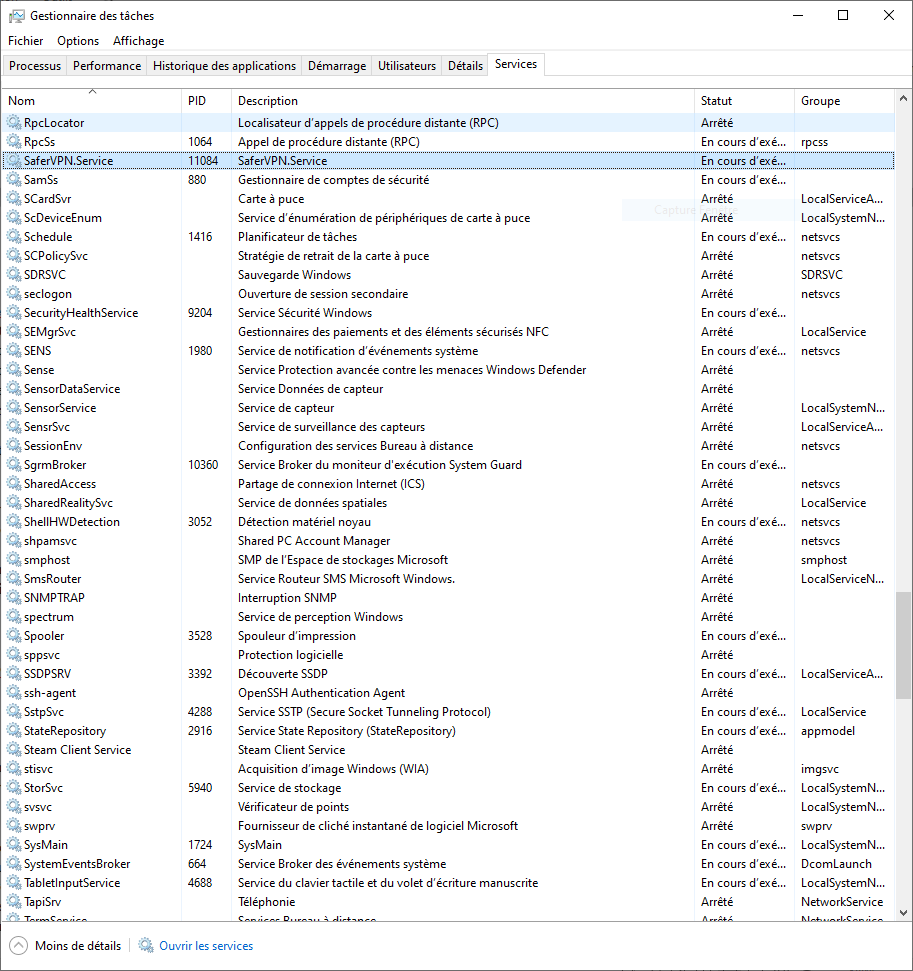 Gestionnaire des tâches
Fichier Options Affichage
Processus Performance Historique des applications Démarrage Utilisateurs Détails Services
Nom PID Description Statut Groupe
RpcLocator Localisateur d'appels de procédure distante (RPC) Arrêté
RpcSs 1064 Appel de procédure distante (RPC) En cours d'exé... rpcss
SaferVPN.Service 11084 SaferVPN.Service En cours d'exé...
SamSs 880 Gestionnaire de comptes de sécurité En cours d'exé...
SCardSvr Carte à puce Arrêté LocalServiceA...
ScDeviceEnum Service d'énumération de périphériques de carte à puce Arrêté LocalSystemN...
Schedule 1416 Planificateur de tâches En cours d'exé... netsvcs
SCPolicySvc Stratégie de retrait de la carte à puce Arrêté netsvcs
SDRSVC Sauvegarde Windows Arrêté SDRSVC
seclogon Ouverture de session secondaire Arrêté netsvcs
SecurityHealthService 9204 Service Sécurité Windows En cours d'exé...
SEMgrSvc Gestionnaires des paiements et des éléments sécurisés NFC Arrêté LocalService
SENS 1980 Service de notification d'événements système En cours d'exé... netsvcs
Sense Service Protection avancée contre les menaces Windows Defender Arrêté
SensorDataService Service Données de capteur Arrêté
SensorService Service de capteur Arrêté LocalSystemN...
SensrSvc Service de surveillance des capteurs Arrêté LocalServiceA...
SessionEnv Configuration des services Bureau à distance Arrêté netsvcs
SgrmBroker 10360 Service Broker du moniteur d'exécution System Guard En cours d'exé...
SharedAccess Partage de connexion Internet (ICS) Arrêté netsvcs
SharedRealitySvc Service de données spatiales Arrêté LocalService
ShellHWDetection 3052 Détection matériel noyau En cours d'exé... netsvcs
shpamsvc Shared PC Account Manager Arrêté netsvcs
smphost SMP de l'Espace de stockages Microsoft Arrêté smphost
SmsRouter Service Routeur SMS Microsoft Windows. Arrêté LocalServiceN...
SNMPTRAP Interruption SNMP Arrêté
spectrum Service de perception Windows Arrêté
Spooler 3528 Spouleur d'impression En cours d'exé...
sppsvc Protection logicielle Arrêté
SSDPSRV 3392 Découverte SSDP En cours d'exé... LocalServiceA...
ssh-agent OpenSSH Authentication Agent Arrêté
SstpSvc 4288 Service SSTP (Secure Socket Tunneling Protocol) En cours d'exé... LocalService
StateRepository 2916 Service State Repository (StateRepository) En cours d'exé... appmodel
Steam Client Service Steam Client Service Arrêté
stisvc Acquisition d'image Windows (WIA) Arrêté imgsvc
StorSvc 5940 Service de stockage En cours d'exé... LocalSystemN...
svsvc Vérificateur de points Arrêté LocalSystemN...
swprv Fournisseur de cliché instantané de logiciel Microsoft Arrêté swprv
SysMain 1724 SysMain En cours d'exé... LocalSystemN...
SystemEventsBroker 664 Service Broker des événements système En cours d'exé... DcomLaunch
TabletInputService 4688 Service du clavier tactile et du volet d'écriture manuscrite En cours d'exé... LocalSystemN...
TapiSrv Téléphonie Arrêté NetworkService
TermService Services Bureau à distance Arrêté NetworkService
Moins de détails Ouvrir les services